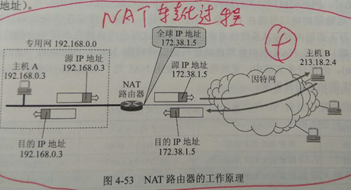 地址)。
NAT转化过程
全球 IP 地址
172.38.1.5
专用网 192.168.0.0
主机 A
192.168.0.3
源 IP 地址
192.168.0.3
NAT
路由器
源 IP 地址
172.38.1.5
因特网
主机 B
213.18.2.4
目的 IP 地址
192.168.0.3
目的 IP 地址
172.38.1.5
图 4-53 NAT 路由器的工作原理